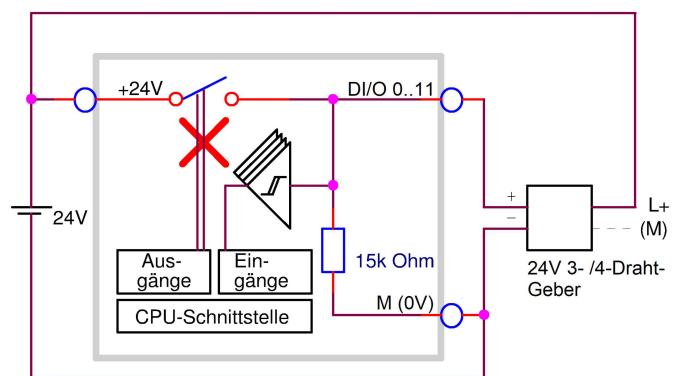 +24V
DI/O 0..11
24V
+
–
L+
(M)
Aus-
gänge
Ein-
gänge
15k Ohm
24V 3- /4-Draht-
Geber
M (0V)
CPU-Schnittstelle